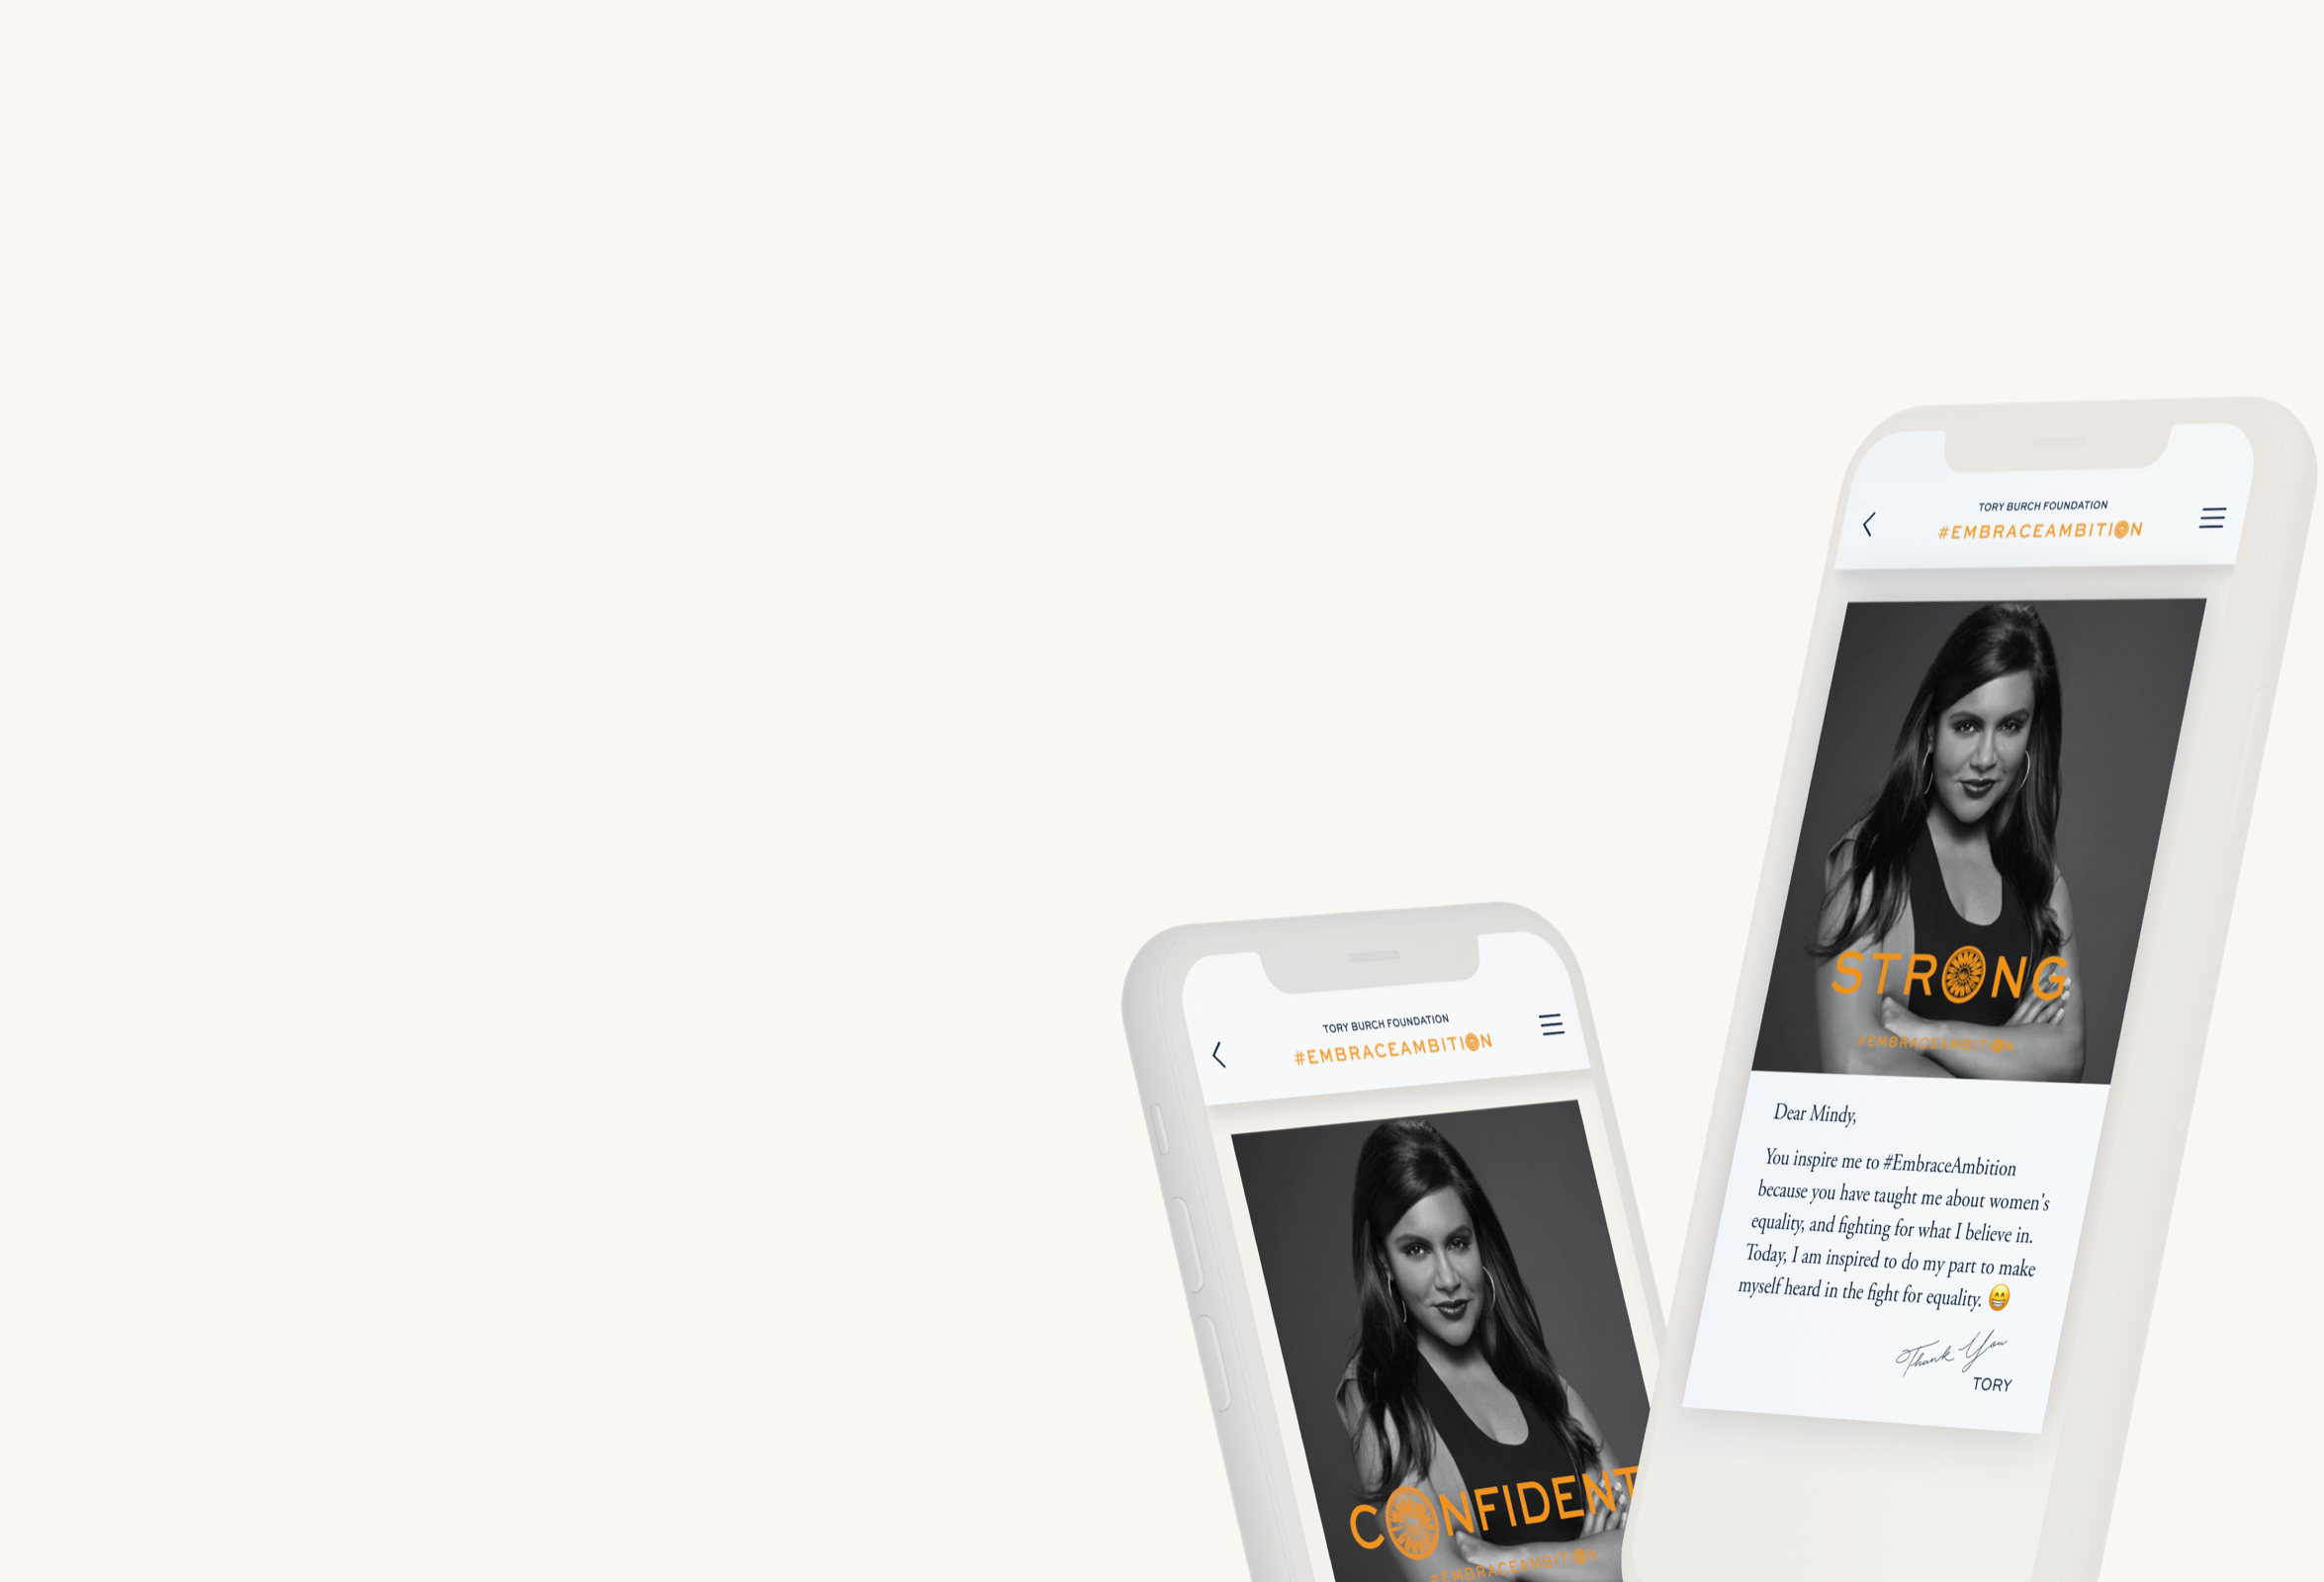 TORY BURCH FOUNDATION
#EMBRACEAMBITION
STRONG
#EMBRACEAMBITION
Dear Mindy,
You inspire me to #EmbraceAmbition
because you have taught me about women's
equality, and fighting for what I believe in.
Today, I am inspired to do my part to make
myself heard in the fight for equality. 😁
Thank You
TORY
TORY BURCH FOUNDATION
#EMBRACEAMBITION
CONFIDENT
#EMBRACEAMBITION